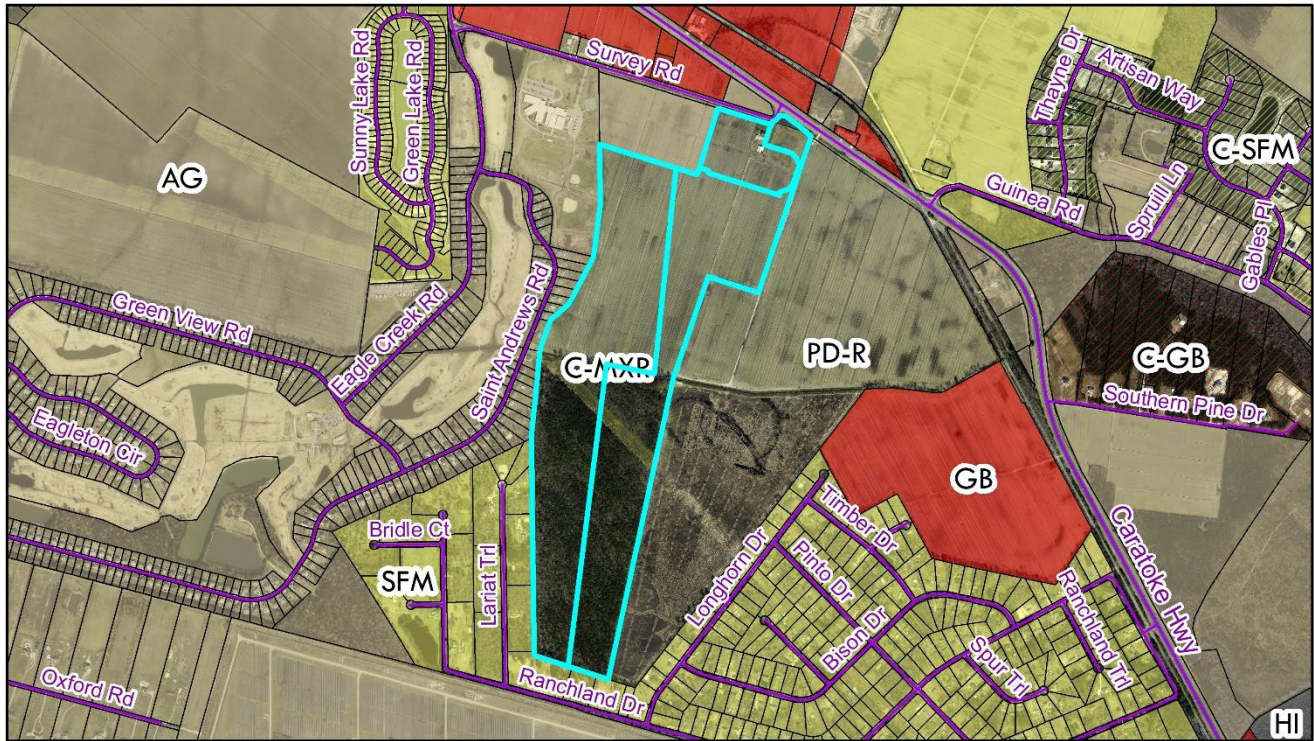 Survey Rd
Sunny Lake Rd
Green Lake Rd
Thayne Dr
Artisan Way
C-SFM
AG
Guinea Rd
Spruill Ln
Gables Pl
Green View Rd
Eagle Creek Rd
Saint Andrews Rd
C-MXR
PD-R
C-GB
Southern Pine Dr
Eagleton Cir
GB
Timber Dr
Caratoke Hwy
Bridle Ct
Lariat Trl
Longhorn Dr
Pinto Dr
SFM
Bison Dr
Ranchland Trl
Spur Trl
Oxford Rd
Ranchland Dr
HI